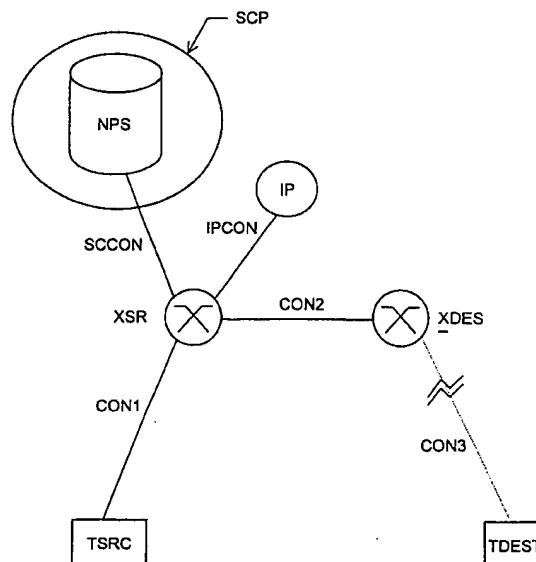 SCP
NPS
IP
SCCON
IPCON
XSR
CON2
XDES
CON1
CON3
TSRC
TDEST